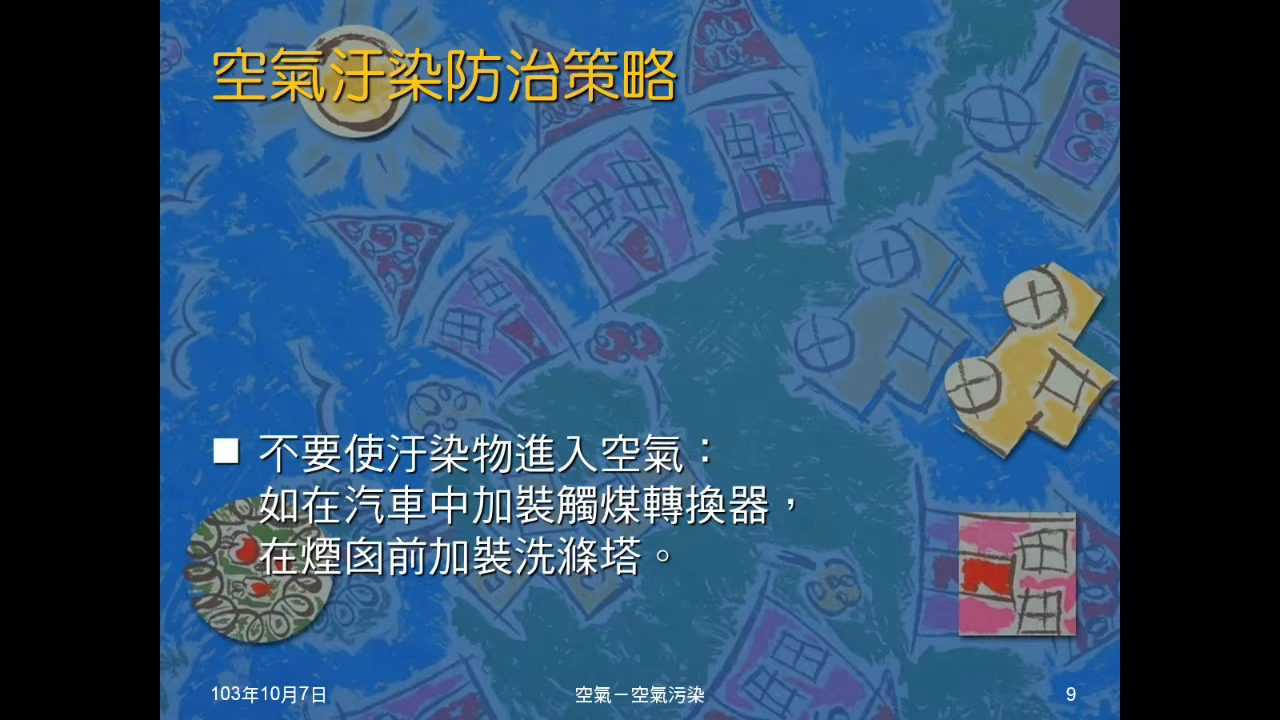 空氣汙染防治策略
■ 不要使汙染物進入空氣：
如在汽車中加裝觸煤轉換器，
在煙囪前加裝洗滌塔。
103年10月7日
空氣－空氣污染
9